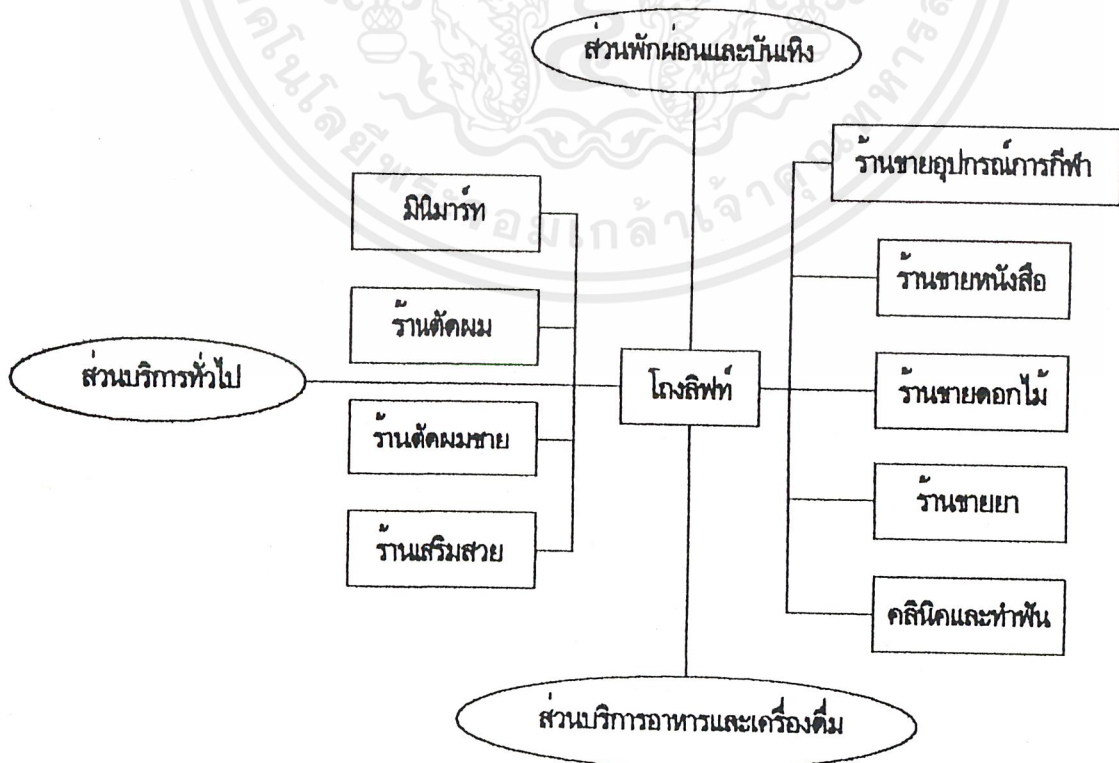 ส่วนพักผ่อนและบันเทิง
ร้านขายอุปกรณ์การกีฬา
มินิมาร์ท
ร้านขายหนังสือ
ร้านตัดผม
ส่วนบริการทั่วไป
โถงลิฟท์
ร้านขายดอกไม้
ร้านตัดผมชาย
ร้านขายยา
ร้านเสริมสวย
คลินิคและทำฟัน
ส่วนบริการอาหารและเครื่องดื่ม